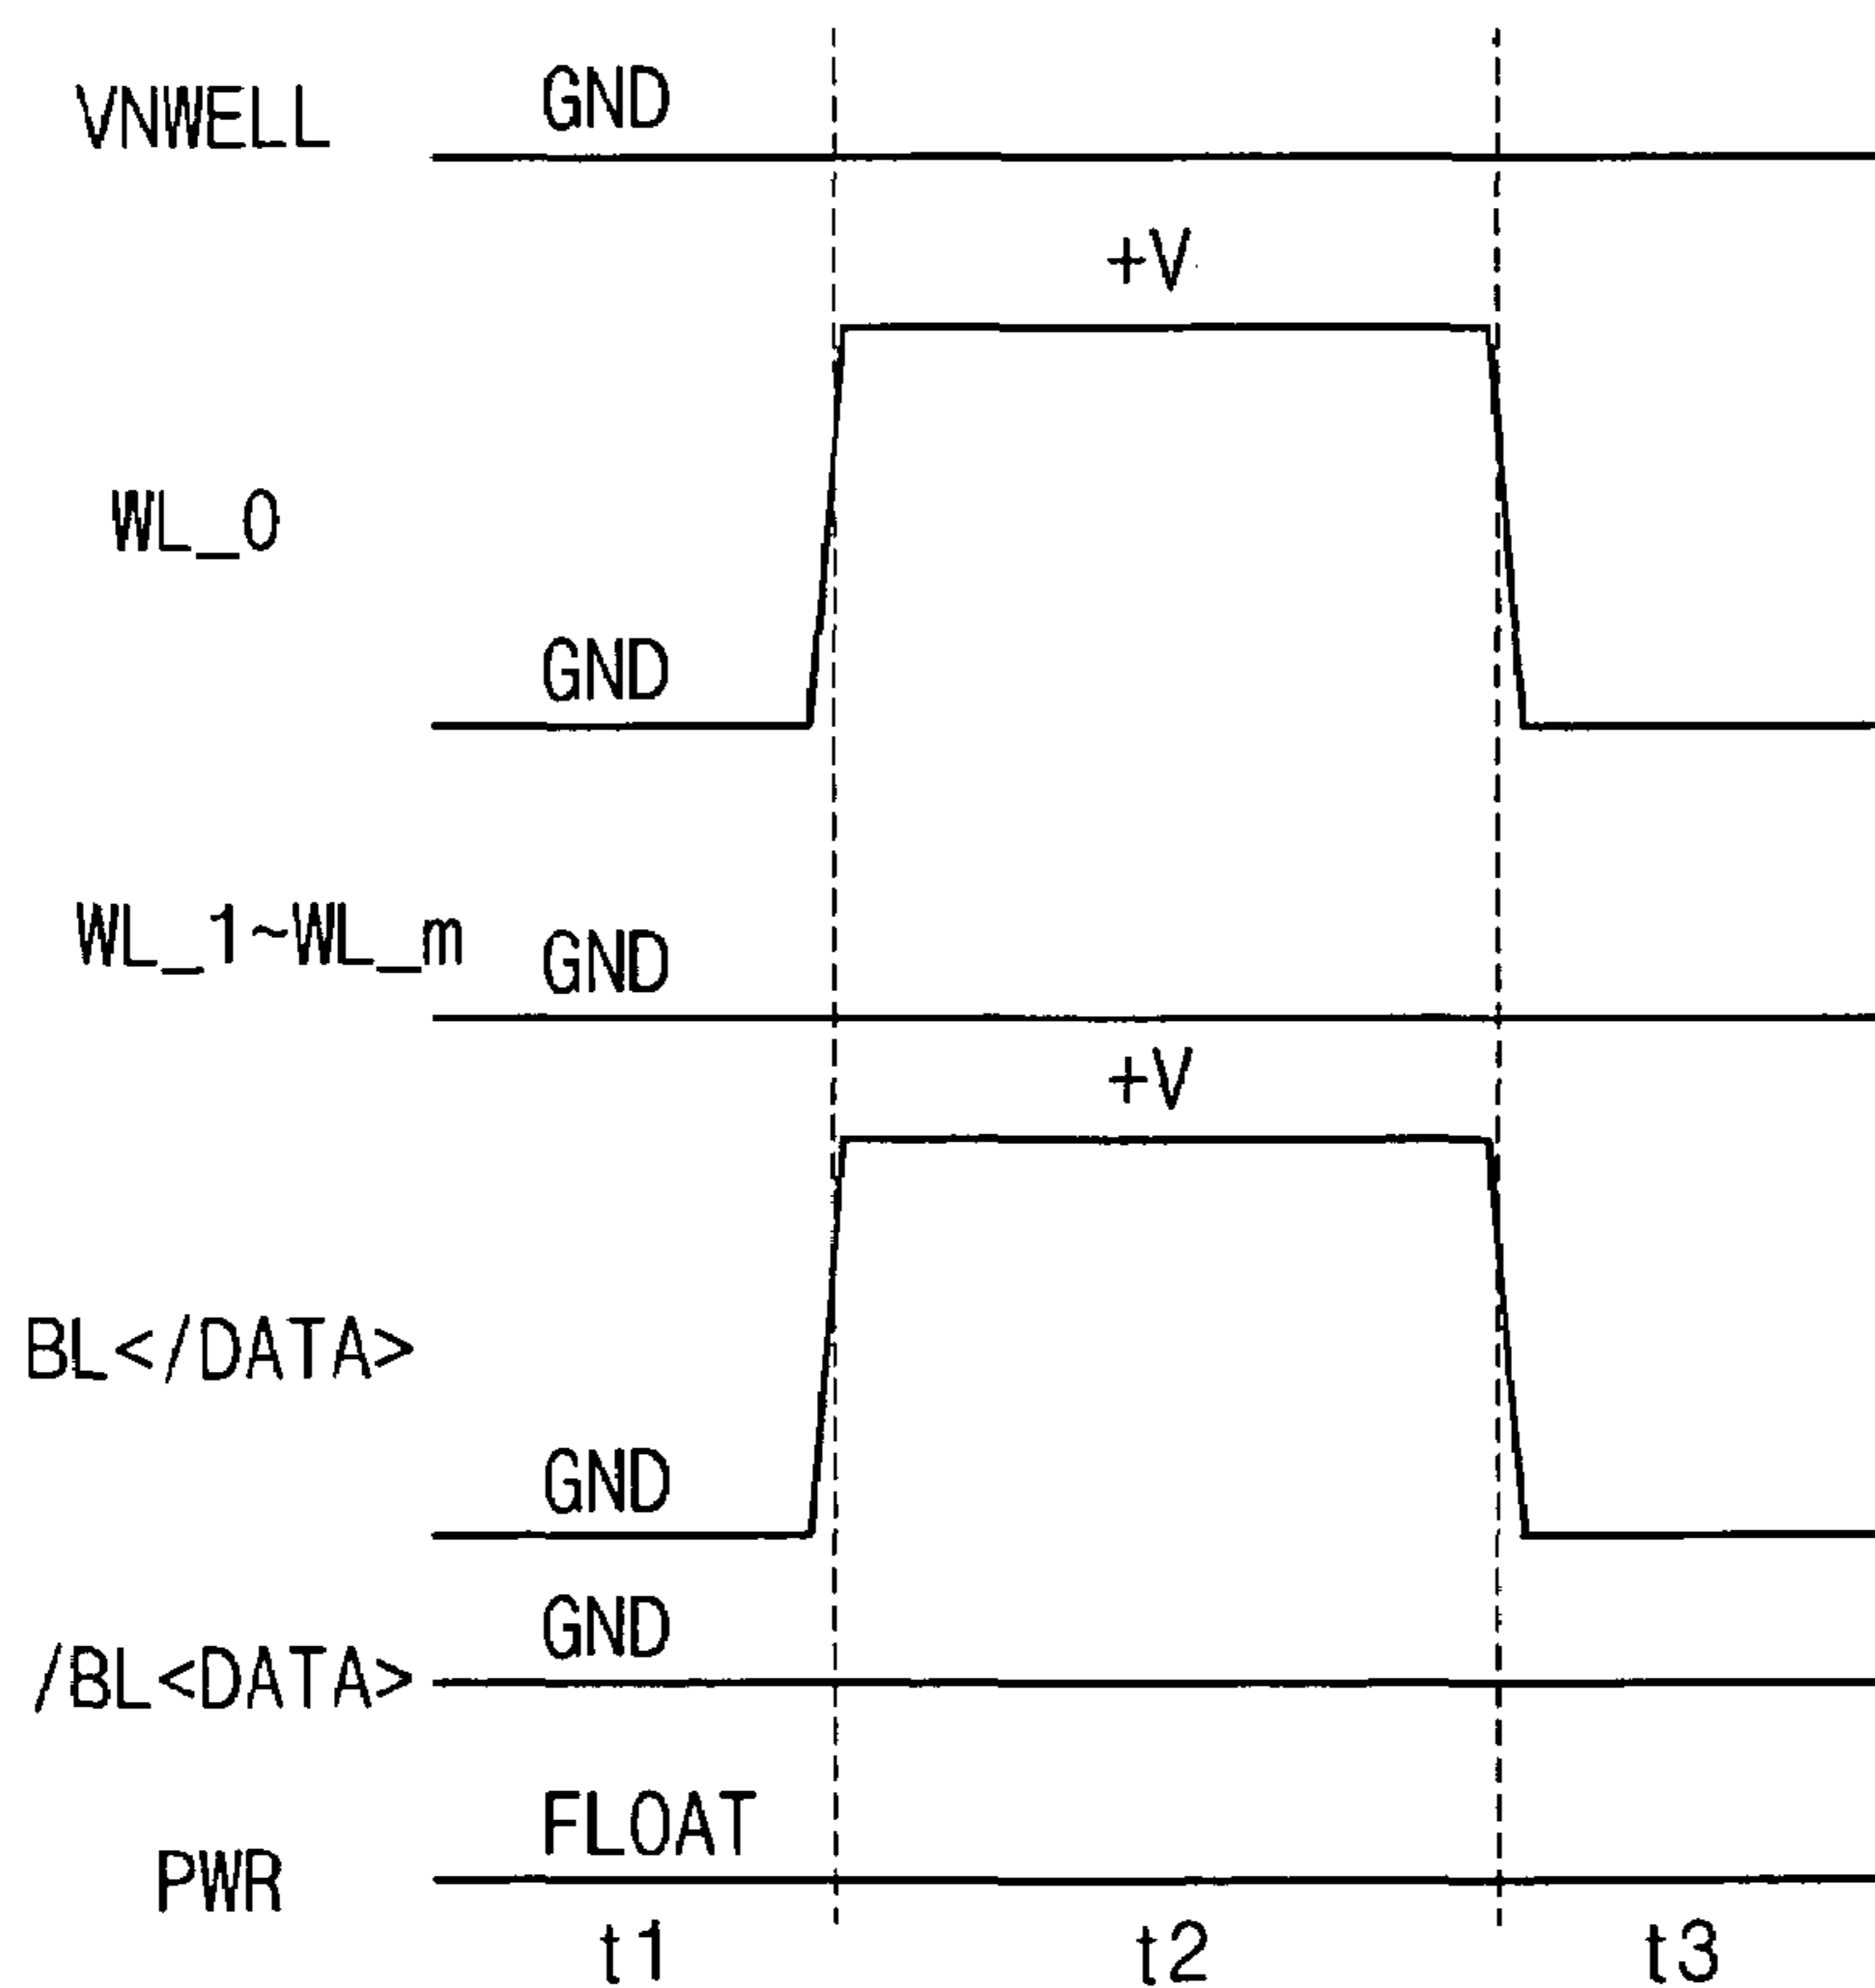 VNWELL GND
+V
WL_0
GND
WL_1~WL_m GND
+V
BL</DATA>
GND
GND
/BL<DATA>
FLOAT
PWR
t1 t2 t3